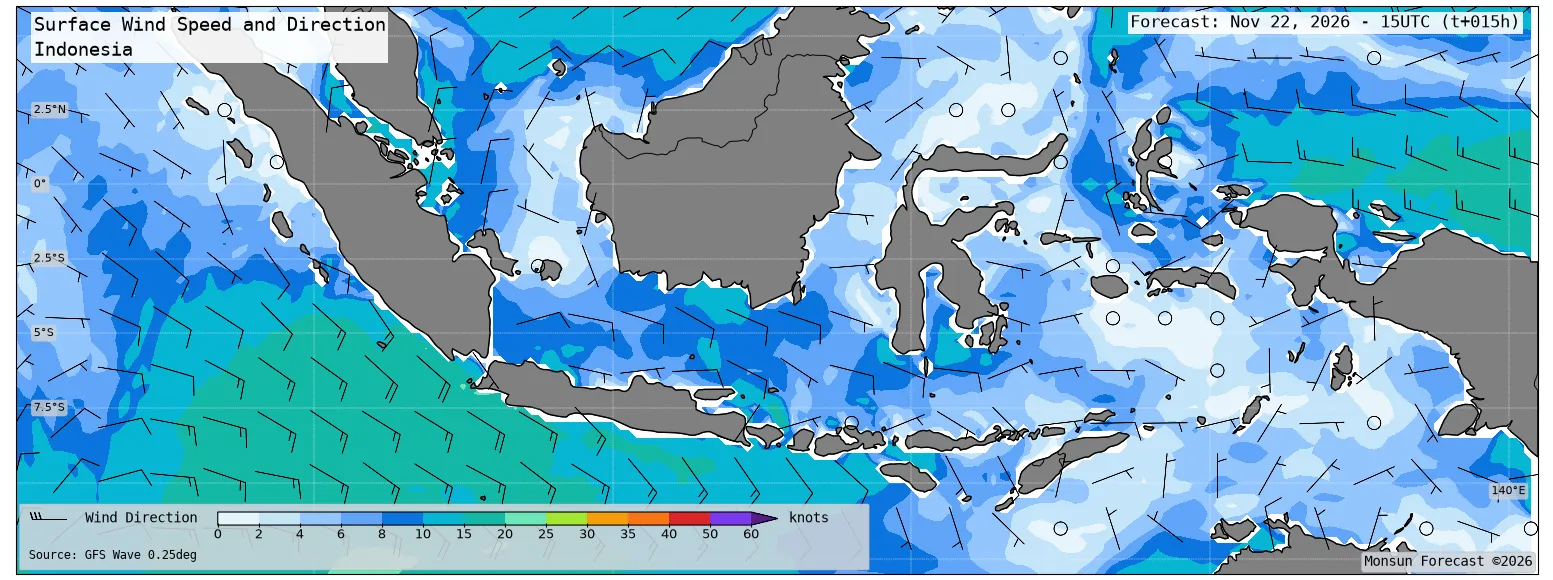 Surface Wind Speed and Direction
Indonesia
Forecast: Nov 22, 2026 - 15UTC (t+015h)
2.5°N
0°
2.5°S
5°S
7.5°S
140°E
Wind Direction
0 2 4 6 8 10 15 20 25 30 35 40 50 60
knots
Source: GFS Wave 0.25deg
Monsun Forecast ©2026